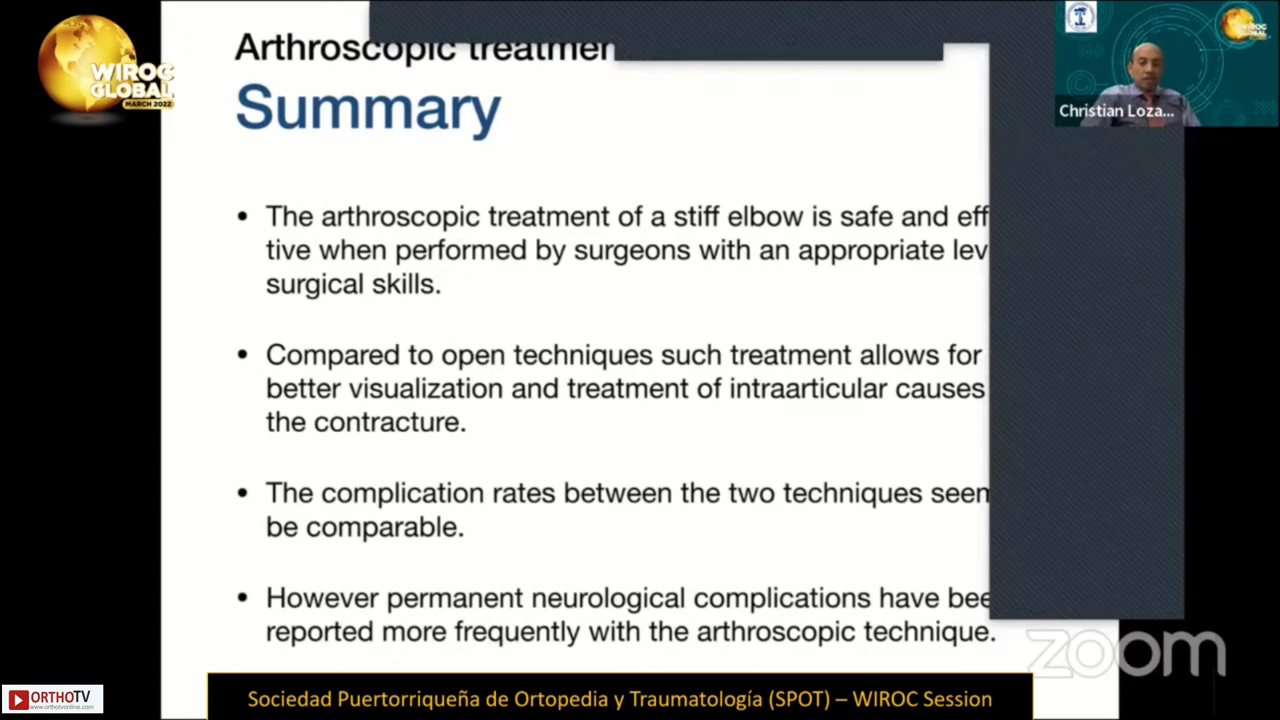 WIROC
GLOBAL
MARCH 2022
Arthroscopic
Summary
• The arthroscopic treatment of a stiff elbow is safe and eff
tive when performed by surgeons with an appropriate lev
surgical skills.
• Compared to open techniques such treatment allows for
better visualization and treatment of intraarticular causes
the contracture.
• The complication rates between the two techniques seem
be comparable.
• However permanent neurological complications have bee
reported more frequently with the arthroscopic technique.
Christian Loza...
zoom
ORTHOTV
www.orthotvonline.com
Sociedad Puertorriqueña de Ortopedia y Traumatología (SPOT) – WIROC Session